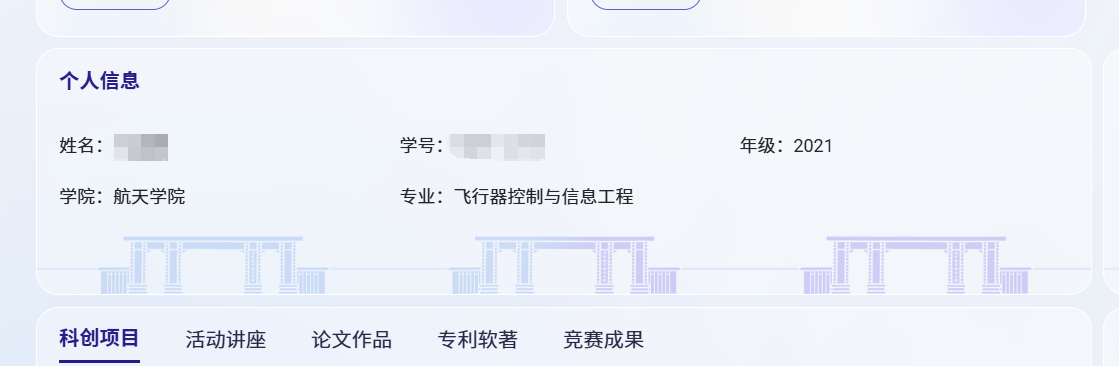 个人信息
姓名： 学号： 年级：2021
学院：航天学院 专业：飞行器控制与信息工程
科创项目 活动讲座 论文作品 专利软著 竞赛成果